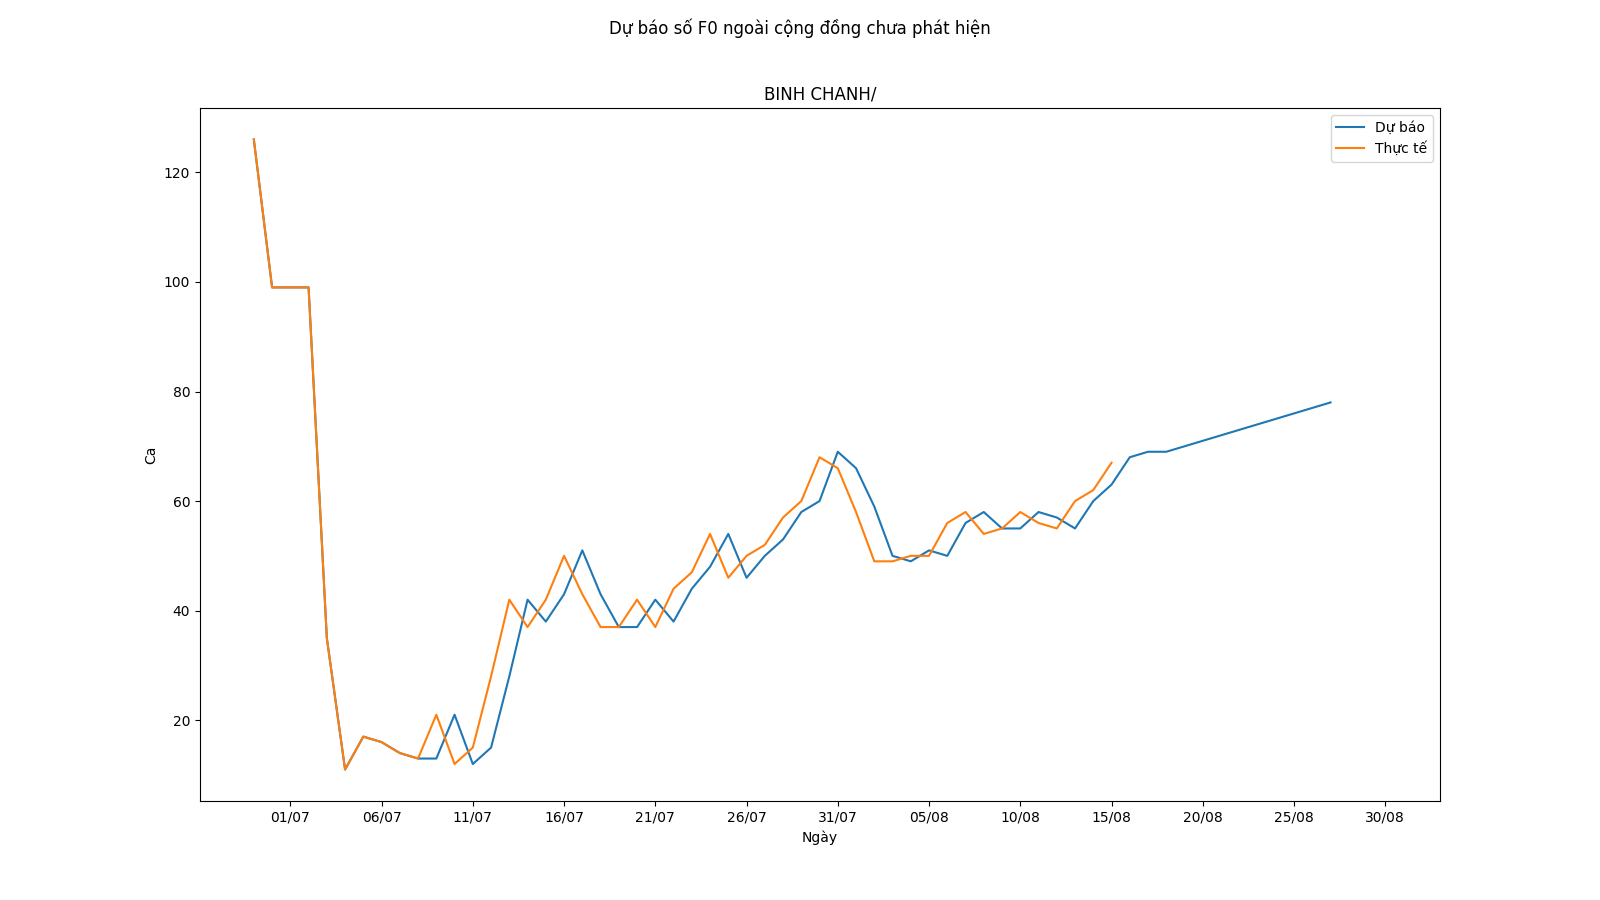 Dự báo số F0 ngoài cộng đồng chưa phát hiện
BINH CHANH/
Dự báo
Thực tế
120
100
80
60
40
20
Ca
01/07 06/07 11/07 16/07 21/07 26/07 31/07 05/08 10/08 15/08 20/08 25/08 30/08
Ngày